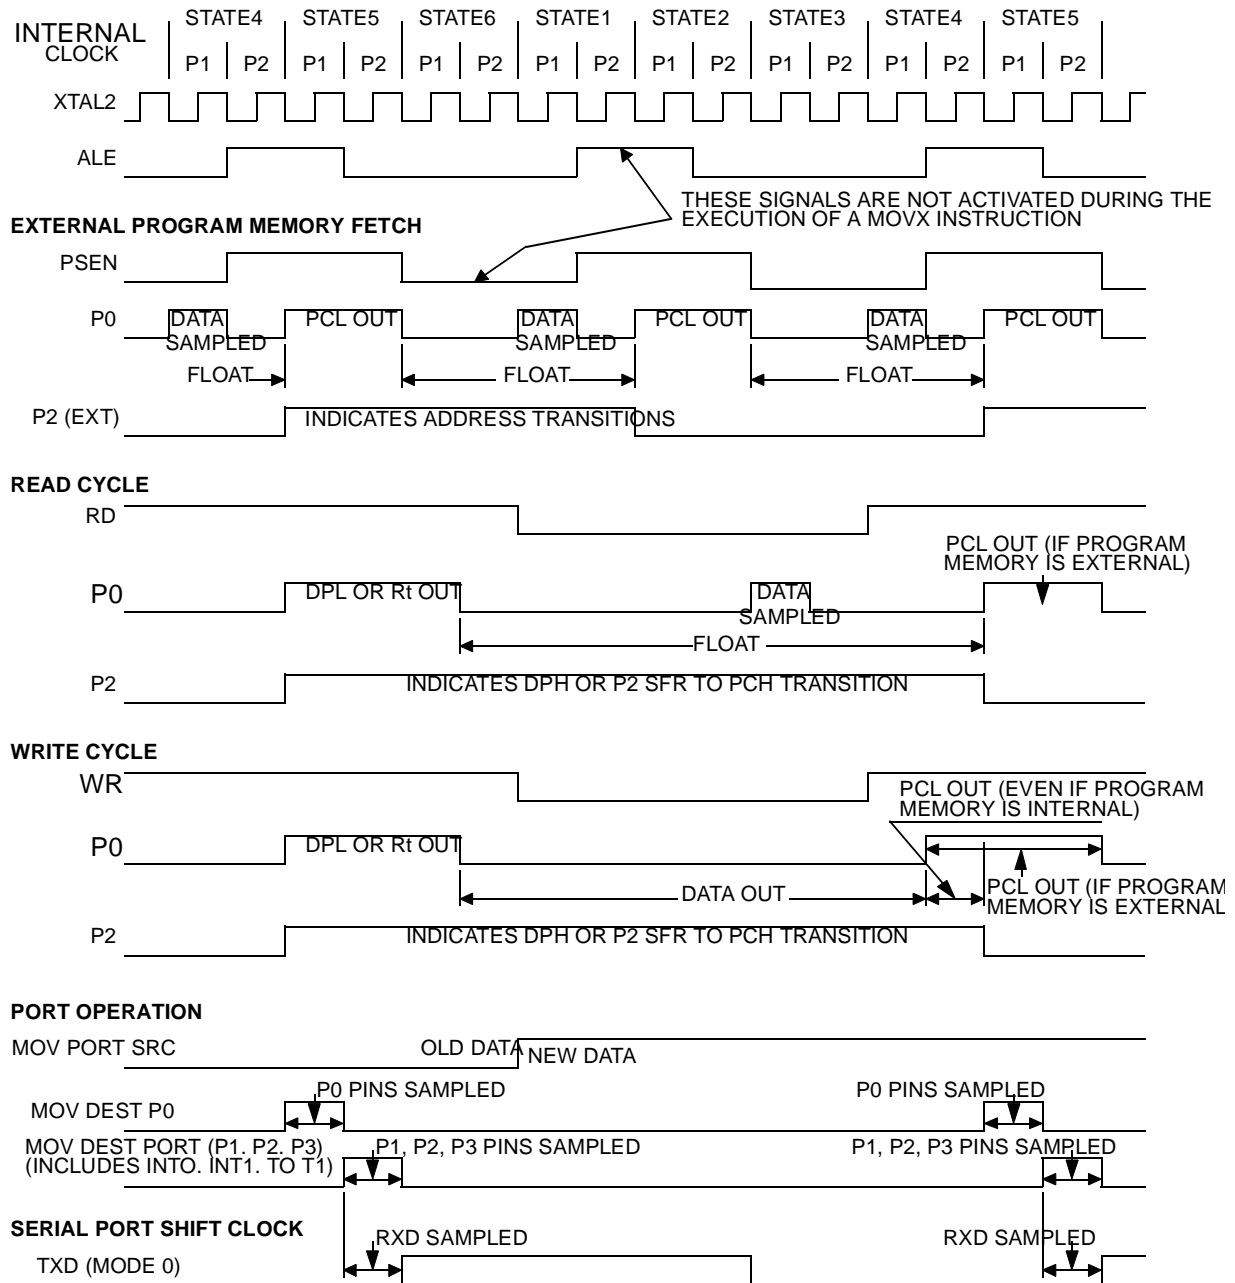 STATE4 STATE5 STATE6 STATE1 STATE2 STATE3 STATE4 STATE5
INTERNAL
CLOCK
P1 P2 P1 P2 P1 P2 P1 P2 P1 P2 P1 P2 P1 P2 P1 P2
XTAL2
ALE
THESE SIGNALS ARE NOT ACTIVATED DURING THE
EXECUTION OF A MOVX INSTRUCTION
EXTERNAL PROGRAM MEMORY FETCH
PSEN
P0 DATA PCL OUT DATA PCL OUT DATA PCL OUT
SAMPLED SAMPLED SAMPLED
FLOAT FLOAT FLOAT
P2 (EXT) INDICATES ADDRESS TRANSITIONS
READ CYCLE
RD
PCL OUT (IF PROGRAM
MEMORY IS EXTERNAL)
P0 DPL OR Rt OUT DATA
SAMPLED
FLOAT
P2 INDICATES DPH OR P2 SFR TO PCH TRANSITION
WRITE CYCLE
WR
PCL OUT (EVEN IF PROGRAM
MEMORY IS INTERNAL)
P0 DPL OR Rt OUT
DATA OUT
PCL OUT (IF PROGRAM
MEMORY IS EXTERNAL
P2 INDICATES DPH OR P2 SFR TO PCH TRANSITION
PORT OPERATION
MOV PORT SRC OLD DATA NEW DATA
P0 PINS SAMPLED P0 PINS SAMPLED
MOV DEST P0
MOV DEST PORT (P1. P2. P3) P1, P2, P3 PINS SAMPLED P1, P2, P3 PINS SAMPLED
(INCLUDES INTO. INT1. TO T1)
SERIAL PORT SHIFT CLOCK
RXD SAMPLED RXD SAMPLED
TXD (MODE 0)